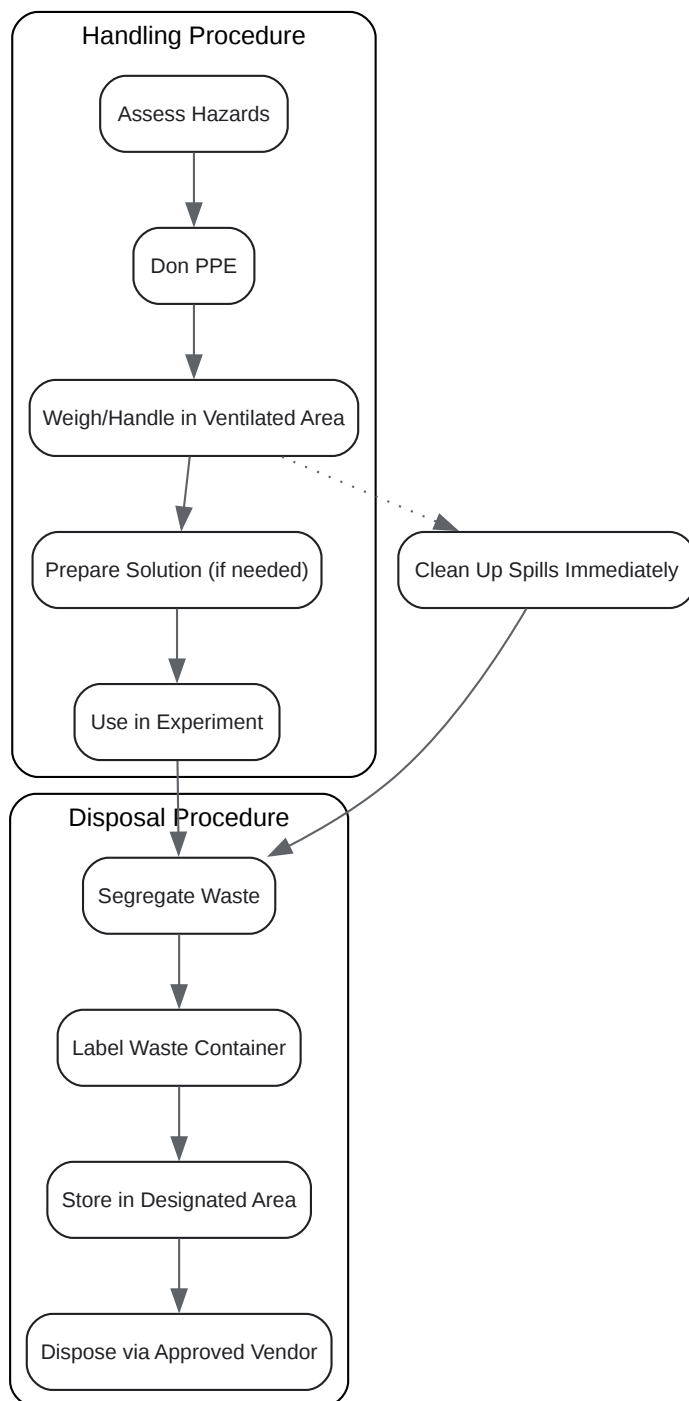 Handling Procedure
Assess Hazards
Don PPE
Weigh/Handle in Ventilated Area
Prepare Solution (if needed)
Clean Up Spills Immediately
Use in Experiment
Disposal Procedure
Segregate Waste
Label Waste Container
Store in Designated Area
Dispose via Approved Vendor